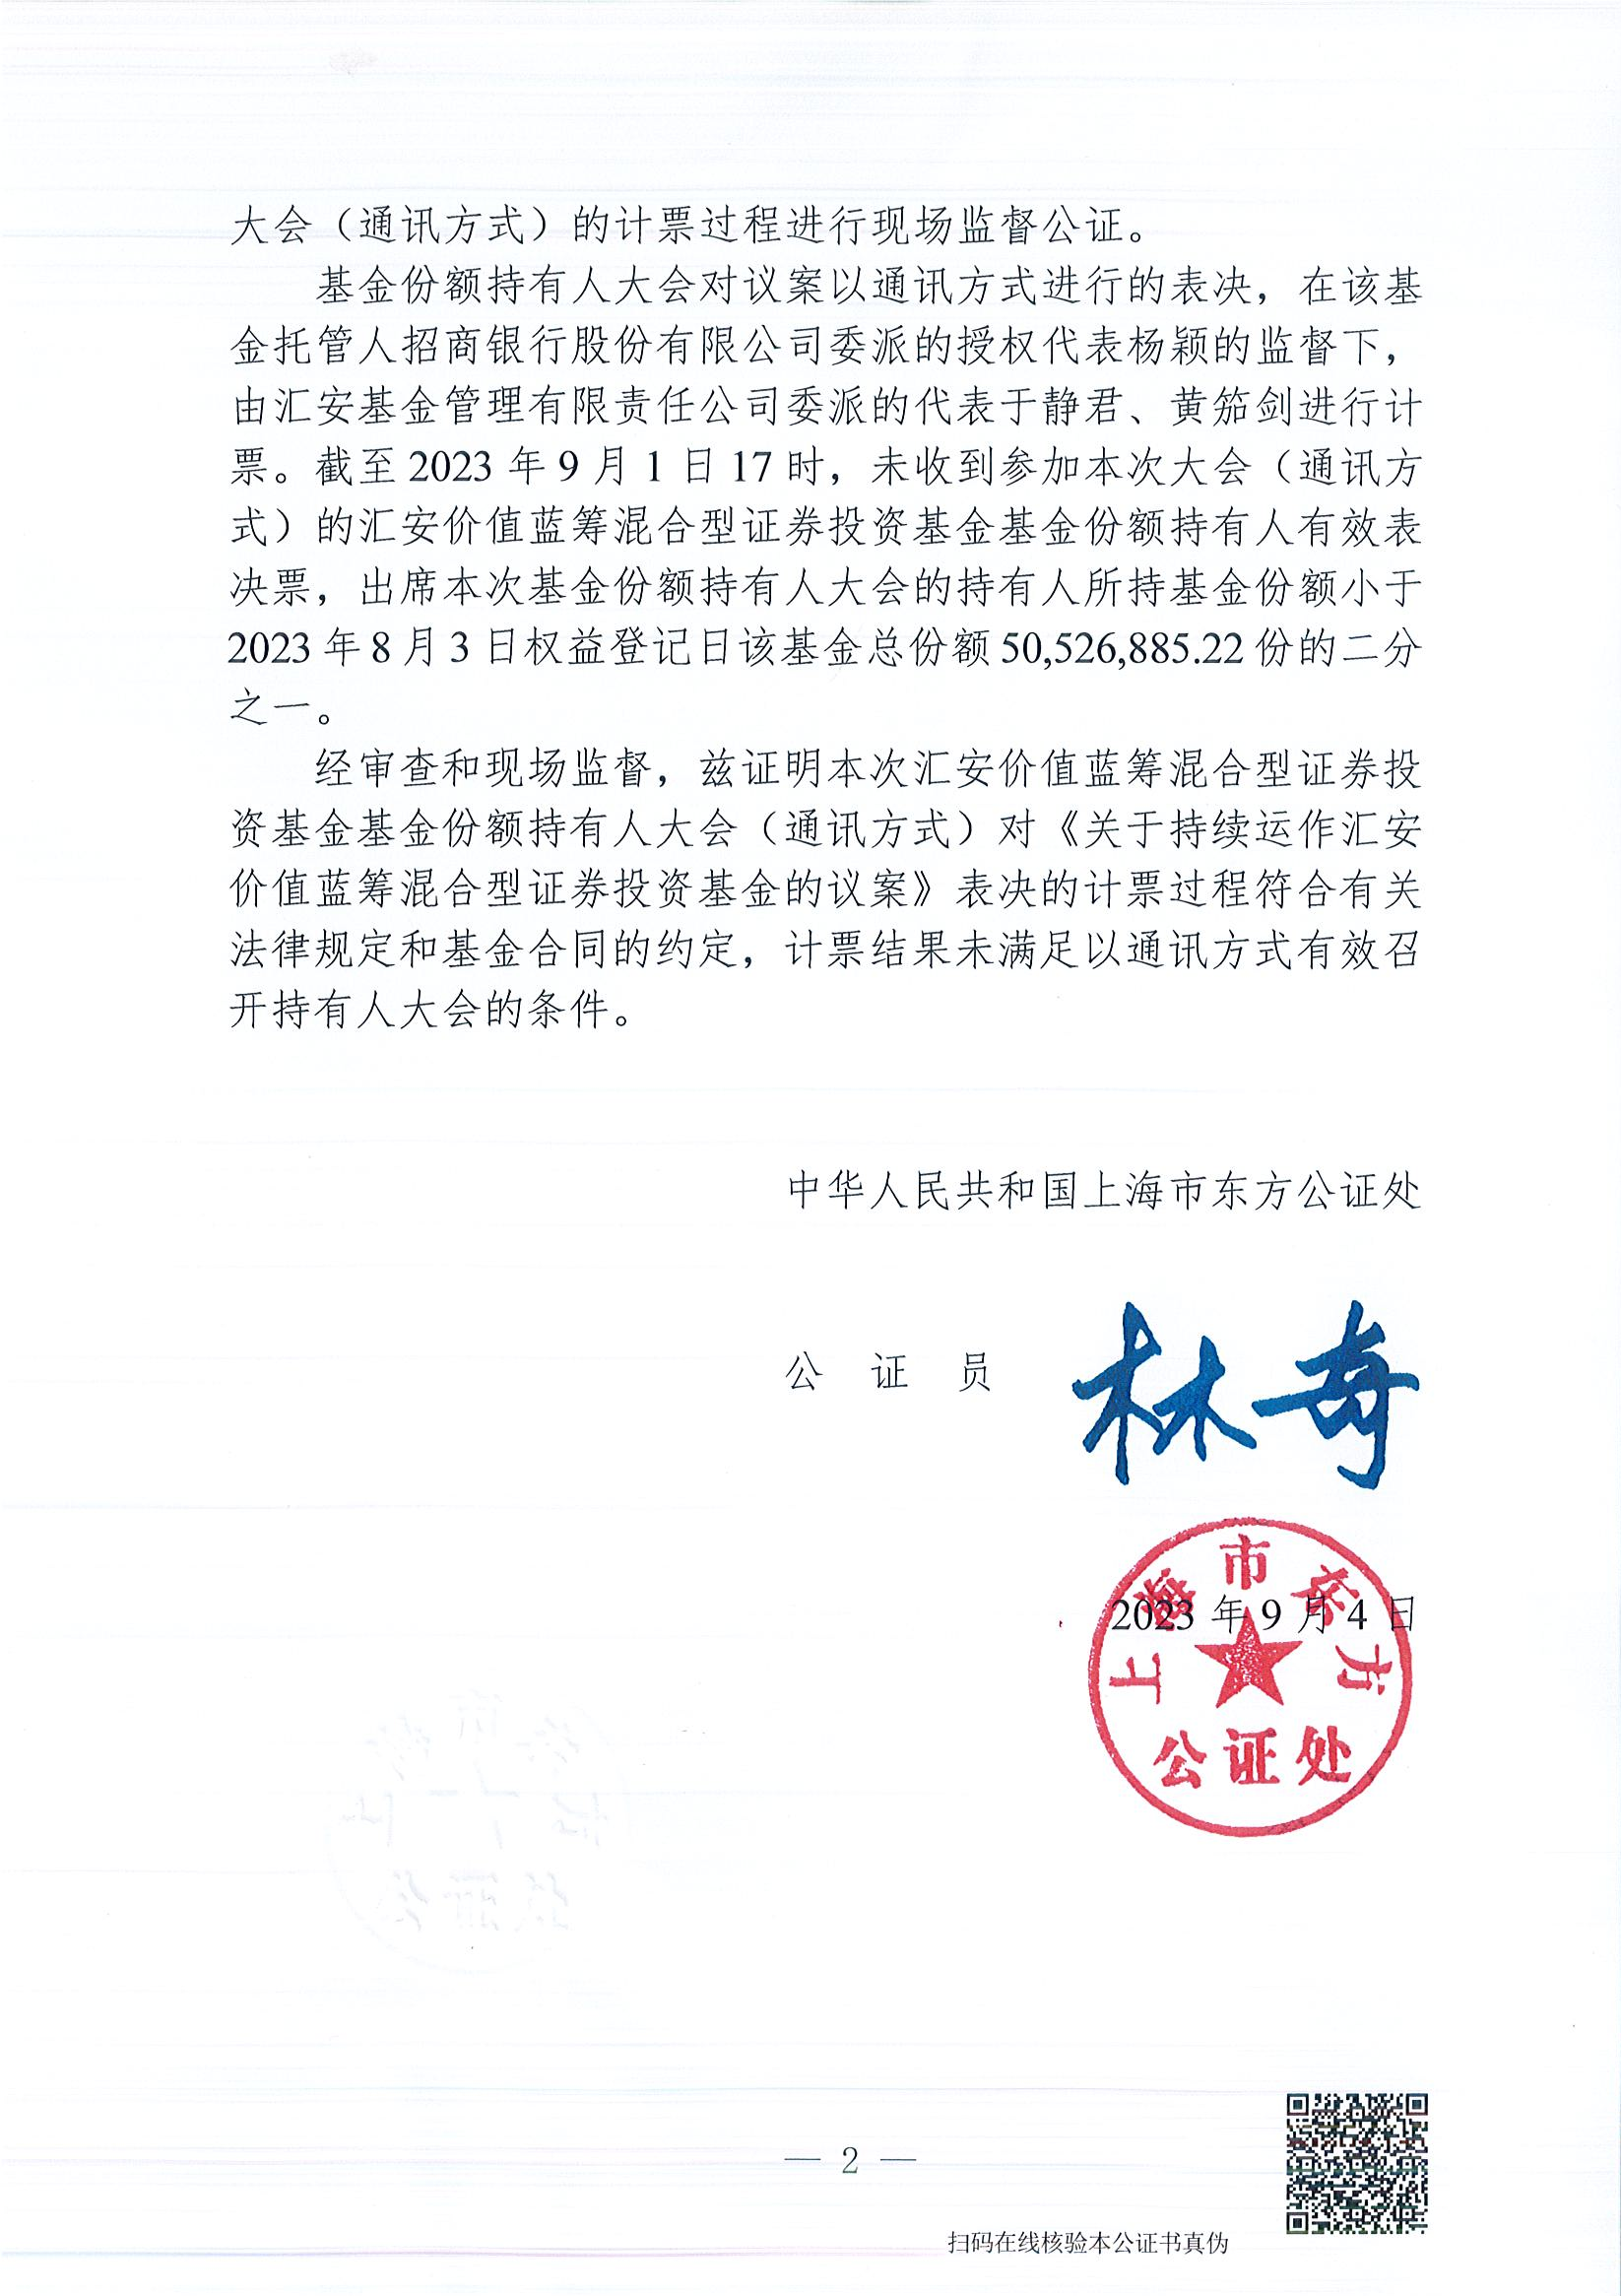 大会（通讯方式）的计票过程进行现场监督公证。
基金份额持有人大会对议案以通讯方式进行的表决，在该基
金托管人招商银行股份有限公司委派的授权代表杨颖的监督下，
由汇安基金管理有限责任公司委派的代表于静君、黄笳剑进行计
票。截至 2023 年 9 月 1 日 17 时，未收到参加本次大会（通讯方
式）的汇安价值蓝筹混合型证券投资基金基金份额持有人有效表
决票，出席本次基金份额持有人大会的持有人所持基金份额小于
2023 年 8 月 3 日权益登记日该基金总份额 50,526,885.22 份的二分
之一。
经审查和现场监督，兹证明本次汇安价值蓝筹混合型证券投
资基金基金份额持有人大会（通讯方式）对《关于持续运作汇安
价值蓝筹混合型证券投资基金的议案》表决的计票过程符合有关
法律规定和基金合同的约定，计票结果未满足以通讯方式有效召
开持有人大会的条件。
中华人民共和国上海市东方公证处
公 证 员 林奇
上海市东方
2023 年 9 月 4 日
公证处
— 2 —
扫码在线核验本公证书真伪